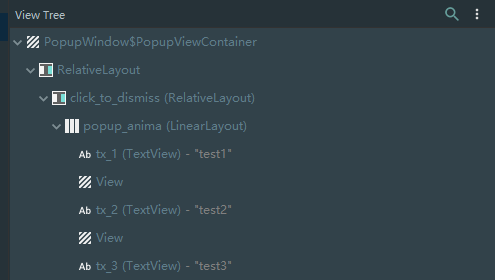 View Tree
PopupWindow$PopupViewContainer
RelativeLayout
click_to_dismiss (RelativeLayout)
popup_anima (LinearLayout)
Ab tx_1 (TextView) - "test1"
View
Ab tx_2 (TextView) - "test2"
View
Ab tx_3 (TextView) - "test3"